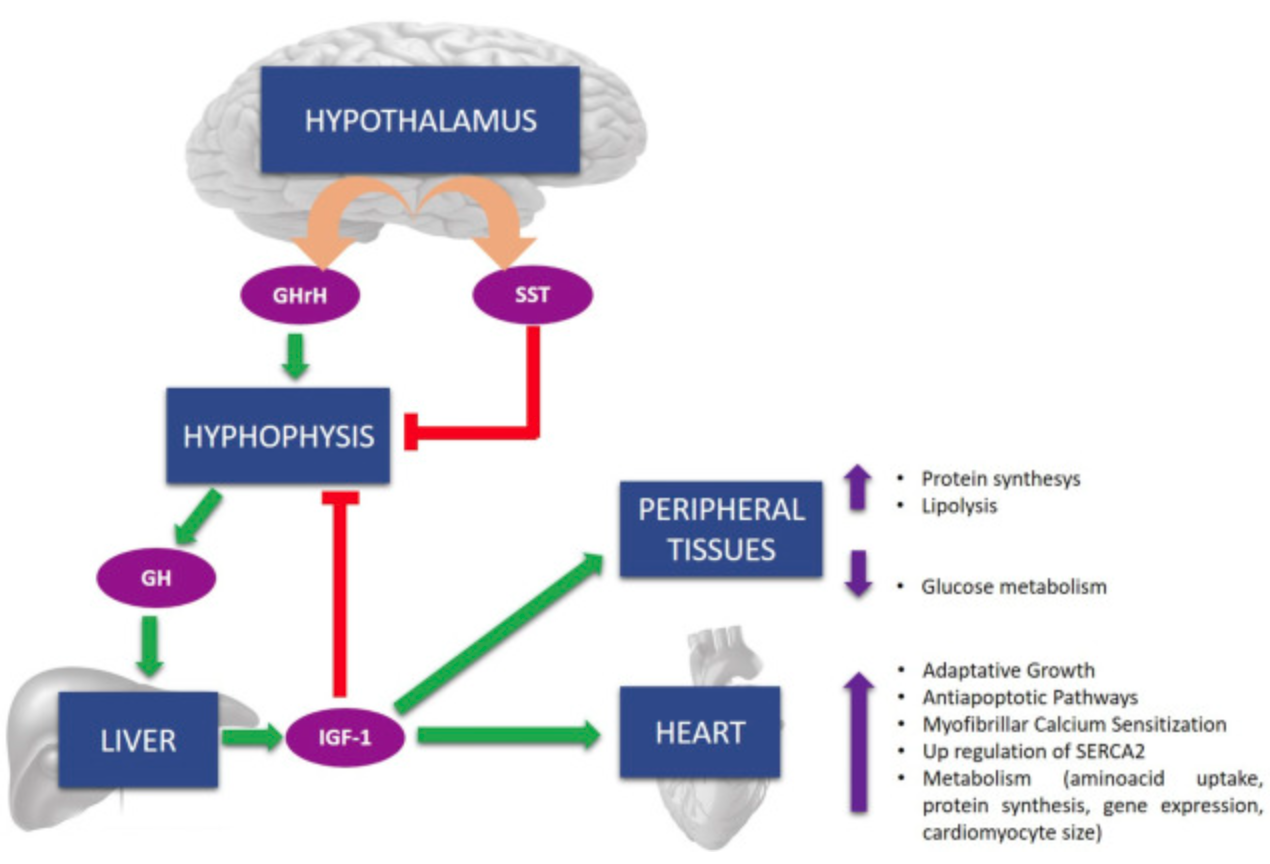 HYPOTHALAMUS
GHrH
SST
HYPHOPHYSIS
GH
LIVER
IGF-1
PERIPHERAL
TISSUES
• Protein synthesys
• Lipolysis
• Glucose metabolism
HEART
• Adaptative Growth
• Antiapoptotic Pathways
• Myofibrillar Calcium Sensitization
• Up regulation of SERCA2
• Metabolism (aminoacid uptake,
protein synthesis, gene expression,
cardiomyocyte size)